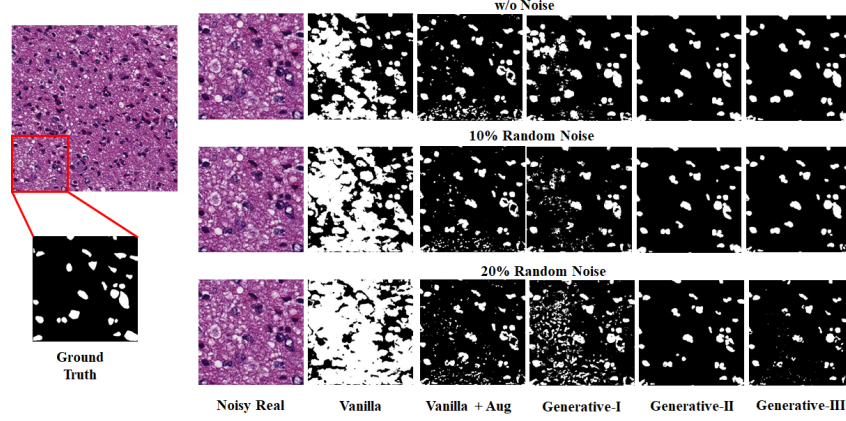 w/o Noise
10% Random Noise
20% Random Noise
Ground
Truth
Noisy Real
Vanilla
Vanilla + Aug
Generative-I
Generative-II
Generative-III